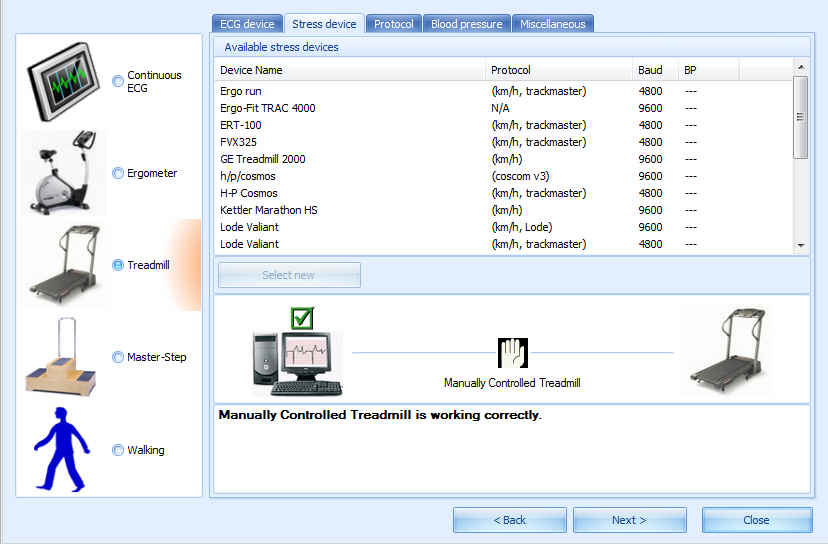 ECG device Stress device Protocol Blood pressure Miscellaneous
Available stress devices
Device Name Protocol Baud BP
Ergo run (km/h, trackmaster) 4800 ---
Ergo-Fit TRAC 4000 N/A 9600 ---
ERT-100 (km/h, trackmaster) 4800 ---
FVX325 (km/h, trackmaster) 4800 ---
GE Treadmill 2000 (km/h) 9600 ---
h/p/cosmos (coscom v3) 9600 ---
H-P Cosmos (km/h, trackmaster) 4800 ---
Kettler Marathon HS (km/h) 9600 ---
Lode Valiant (km/h, Lode) 9600 ---
Lode Valiant (km/h, trackmaster) 4800 ---
Continuous
ECG
Ergometer
Treadmill
Master-Step
Walking
Select new
Manually Controlled Treadmill
Manually Controlled Treadmill is working correctly.
< Back Next > Close